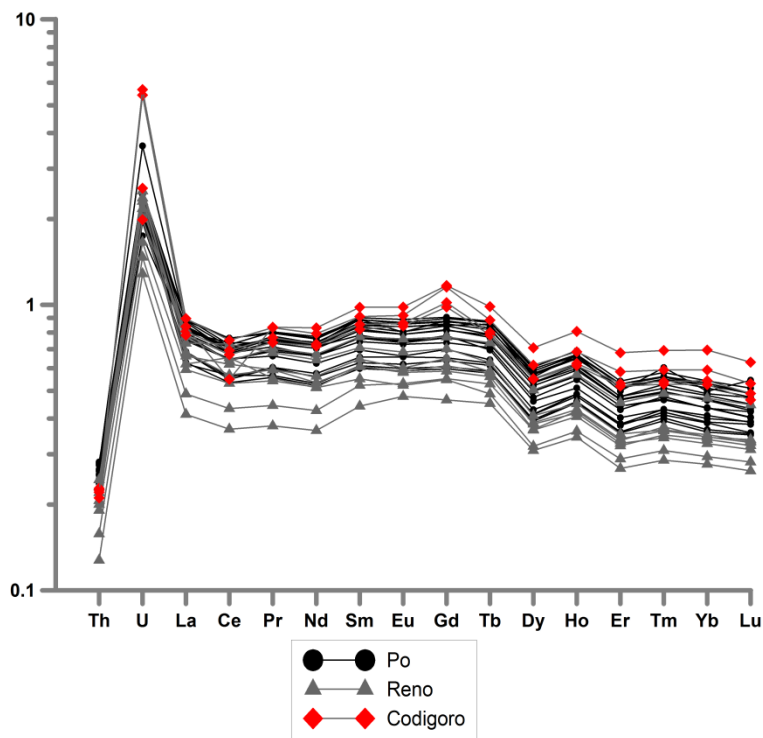 10
1
0.1
Th U La Ce Pr Nd Sm Eu Gd Tb Dy Ho Er Tm Yb Lu
Po
Reno
Codigoro